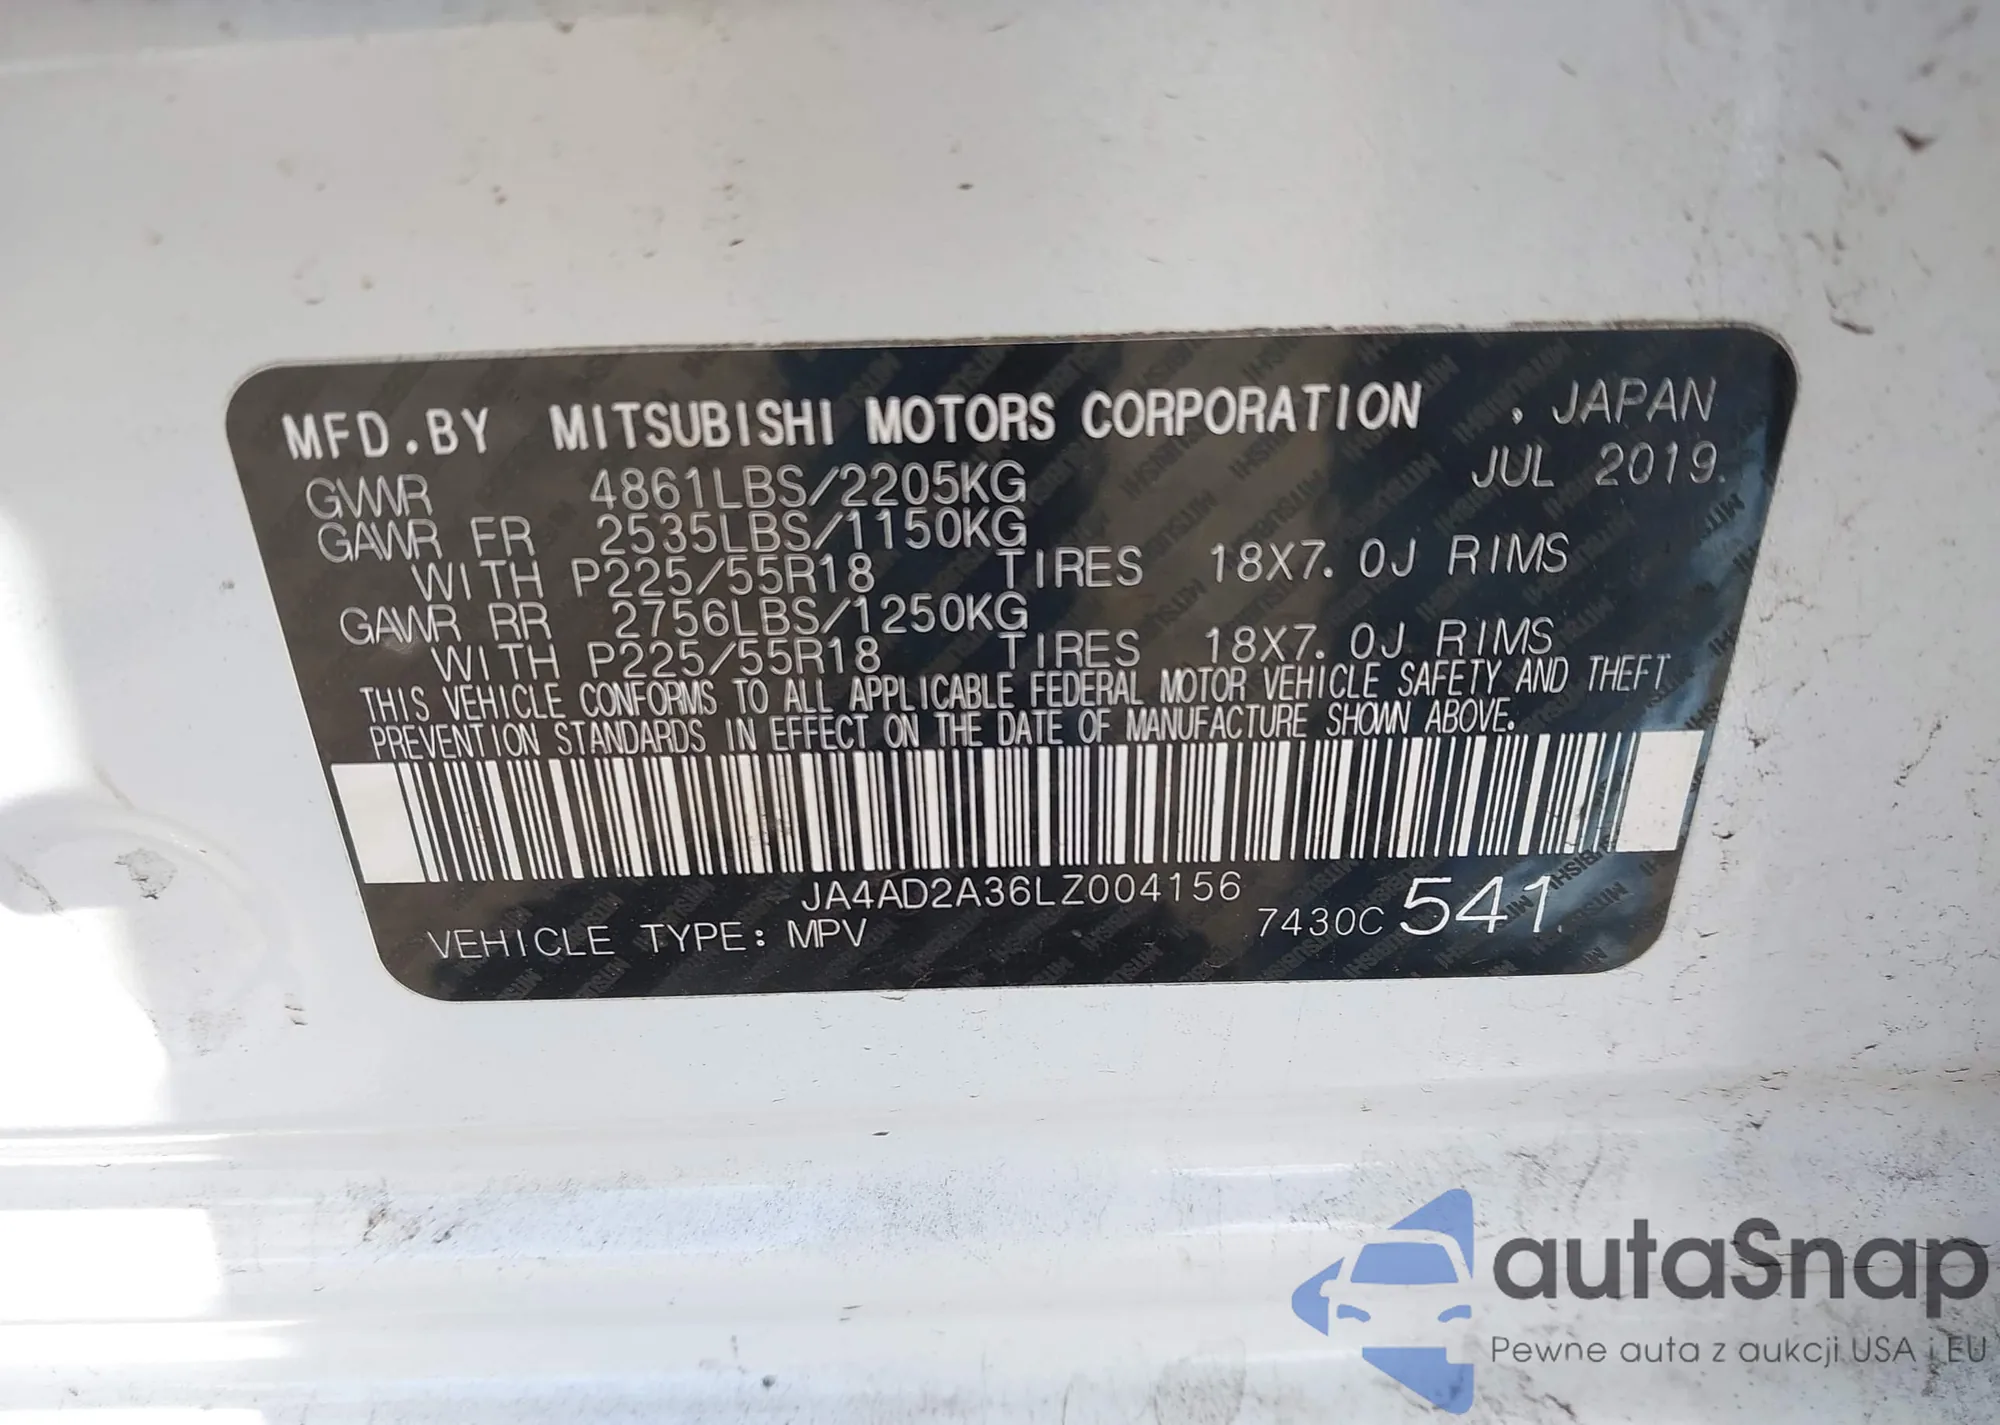 MFD.BY MITSUBISHI MOTORS CORPORATION , JAPAN
GVWR 4861LBS/2205KG JUL 2019.
GAWR FR 2535LBS/1150KG
WITH P225/55R18 TIRES 18X7.0J RIMS
GAWR RR 2756LBS/1250KG
WITH P225/55R18 TIRES 18X7.0J RIMS
THIS VEHICLE CONFORMS TO ALL APPLICABLE FEDERAL MOTOR VEHICLE SAFETY AND THEFT
PREVENTION STANDARDS IN EFFECT ON THE DATE OF MANUFACTURE SHOWN ABOVE.
JA4AD2A36LZ004156
VEHICLE TYPE: MPV 7430C 541
autaSnap
Pewne auta z aukcji USA i EU